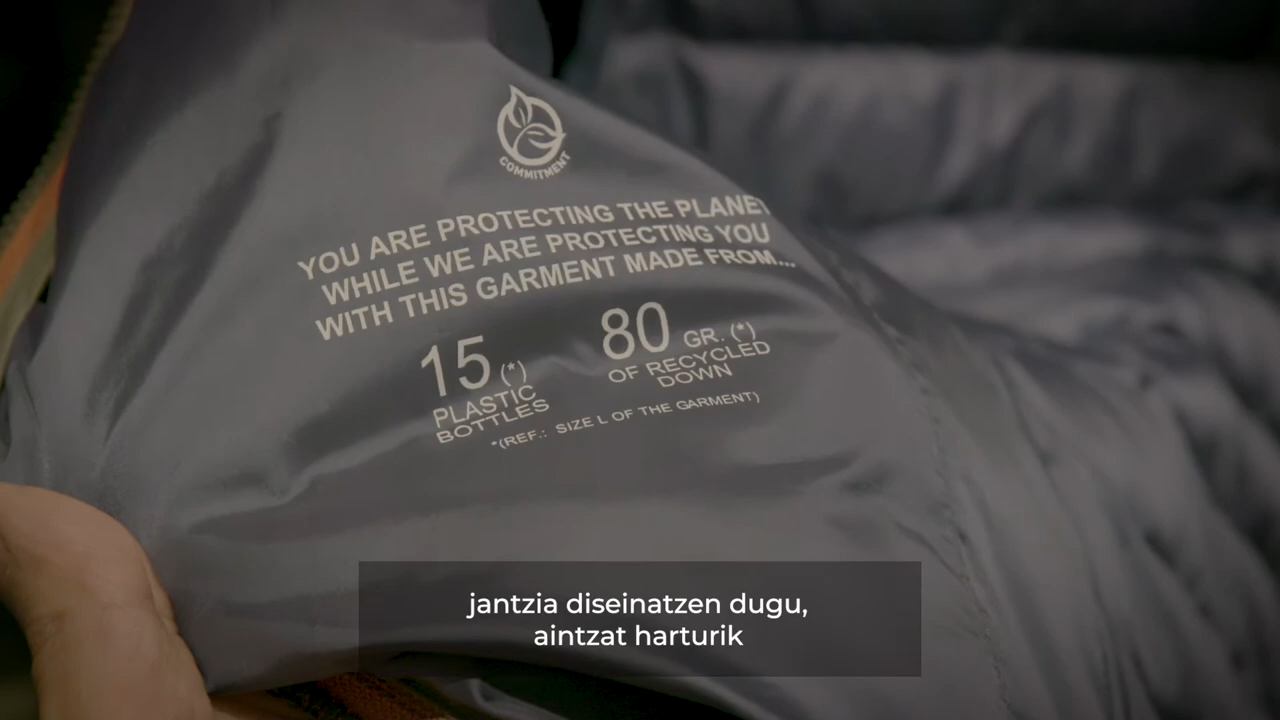 COMMITMENT
YOU ARE PROTECTING THE PLANET
WHILE WE ARE PROTECTING YOU
WITH THIS GARMENT MADE FROM...
15 (*)
PLASTIC
BOTTLES
80 GR. (*)
OF RECYCLED
DOWN
*(REF.: SIZE L OF THE GARMENT)
jantzia diseinatzen dugu,
aintzat harturik